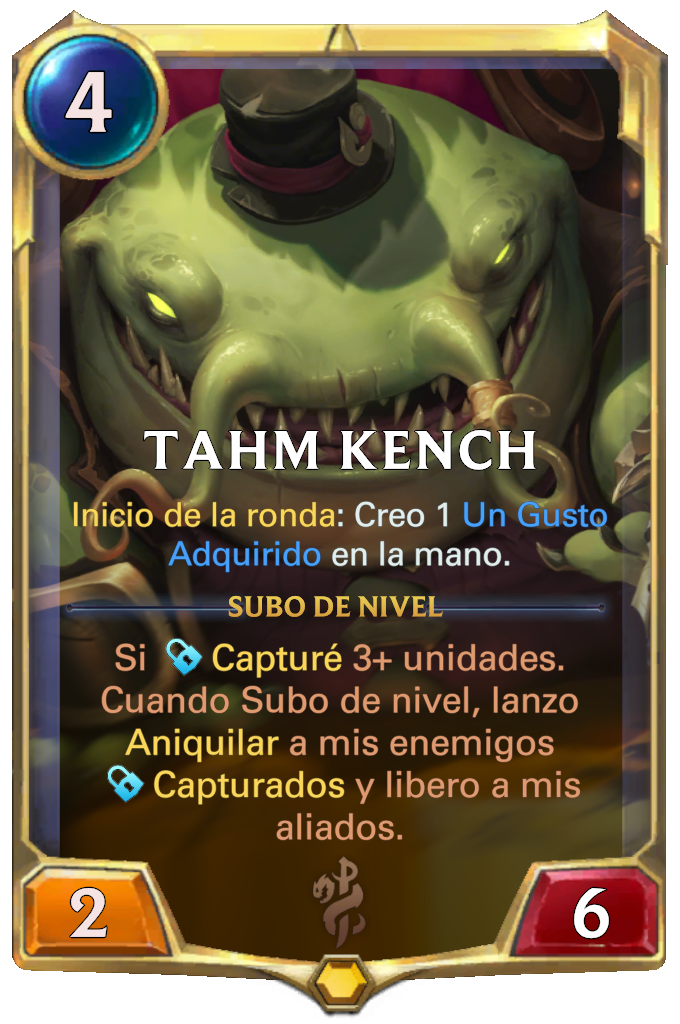 4
TAHM KENCH
Inicio de la ronda: Creo 1 Un Gusto
Adquirido en la mano.
SUBO DE NIVEL
Si Capturé 3+ unidades.
Cuando Subo de nivel, lanzo
Aniquilar a mis enemigos
Capturados y libero a mis
aliados.
2
6